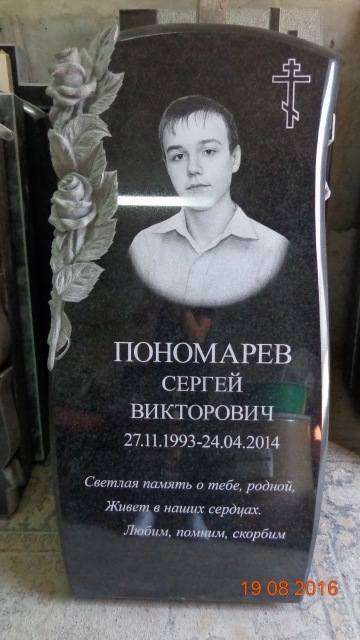 ПОНОМАРЕВ
СЕРГЕЙ
ВИКТОРОВИЧ
27.11.1993-24.04.2014
Светлая память о тебе, родной,
Живет в наших сердцах.
Любим, помним, скорбим
19 08 2016